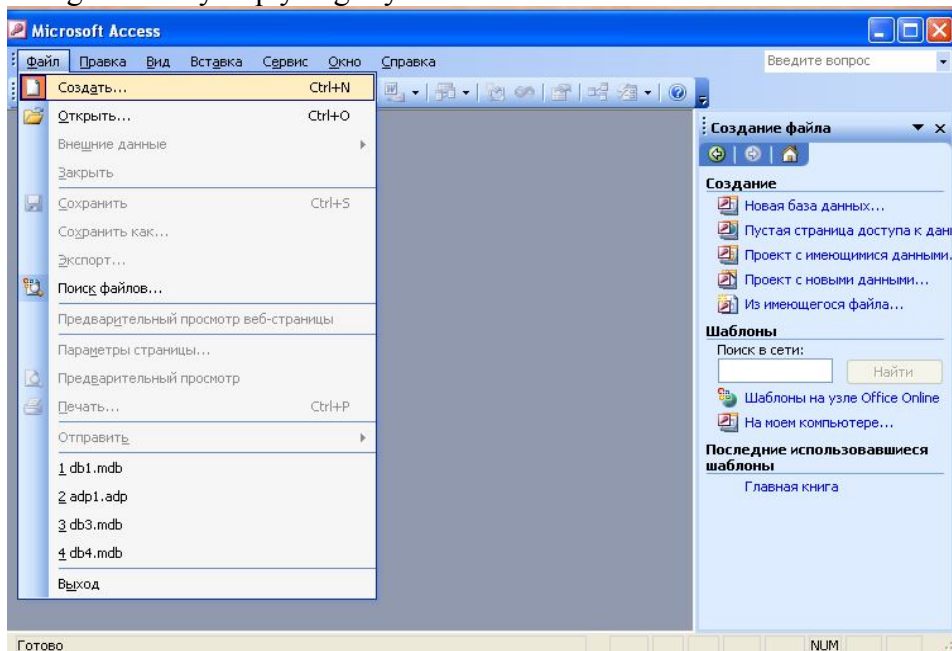 Microsoft Access
Файл Правка Вид Вставка Сервис Окно Справка
Введите вопрос
Создать... Ctrl+N
Открыть... Ctrl+O
Внешние данные
Закрыть
Сохранить Ctrl+S
Сохранить как...
Экспорт...
Поиск файлов...
Предварительный просмотр веб-страницы
Параметры страницы...
Предварительный просмотр
Печать... Ctrl+P
Отправить
1 db1.mdb
2 adp1.adp
3 db3.mdb
4 db4.mdb
Выход
Создание файла
Создание
Новая база данных...
Пустая страница доступа к дан
Проект с имеющимися данными.
Проект с новыми данными...
Из имеющегося файла...
Шаблоны
Поиск в сети:
Найти
Шаблоны на узле Office Online
На моем компьютере...
Последние использовавшиеся
шаблоны
Главная книга
Готово
NUM